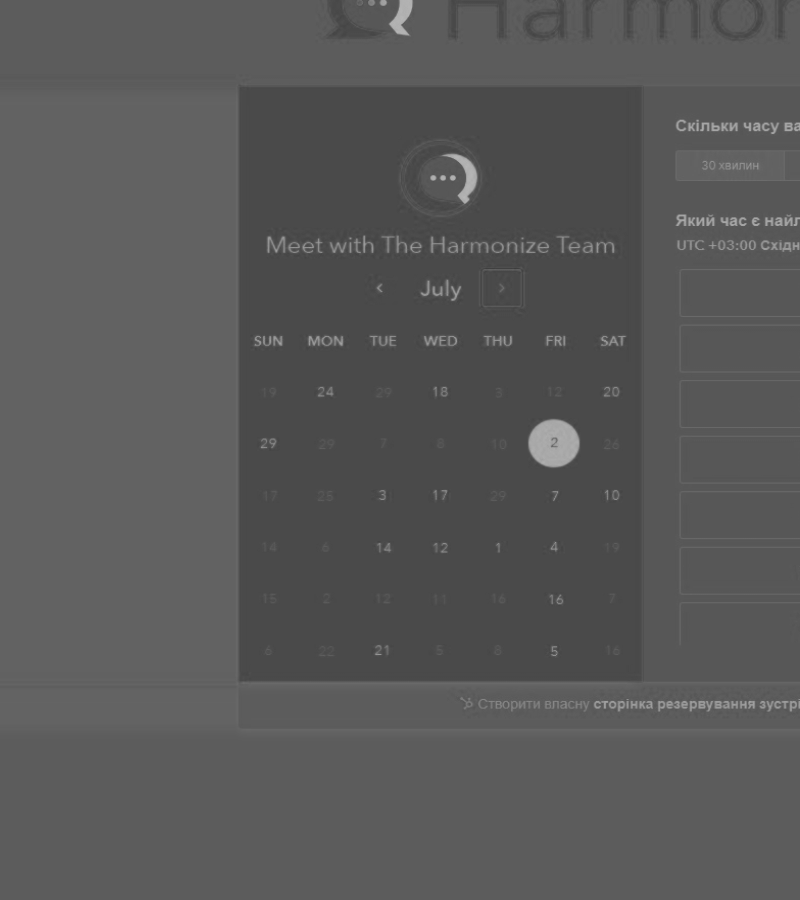 Harmon
Meet with The Harmonize Team
July
SUN MON TUE WED THU FRI SAT
19 24 29 18 3 12 20
29 29 7 8 10 2 26
17 25 3 17 29 7 10
14 6 14 12 1 4 19
15 2 12 11 16 16 7
6 22 21 5 8 5 16
Створити власну сторінка резервування зустрі
Скільки часу ва
30 хвилин
Який час є найл
UTC +03:00 Східн